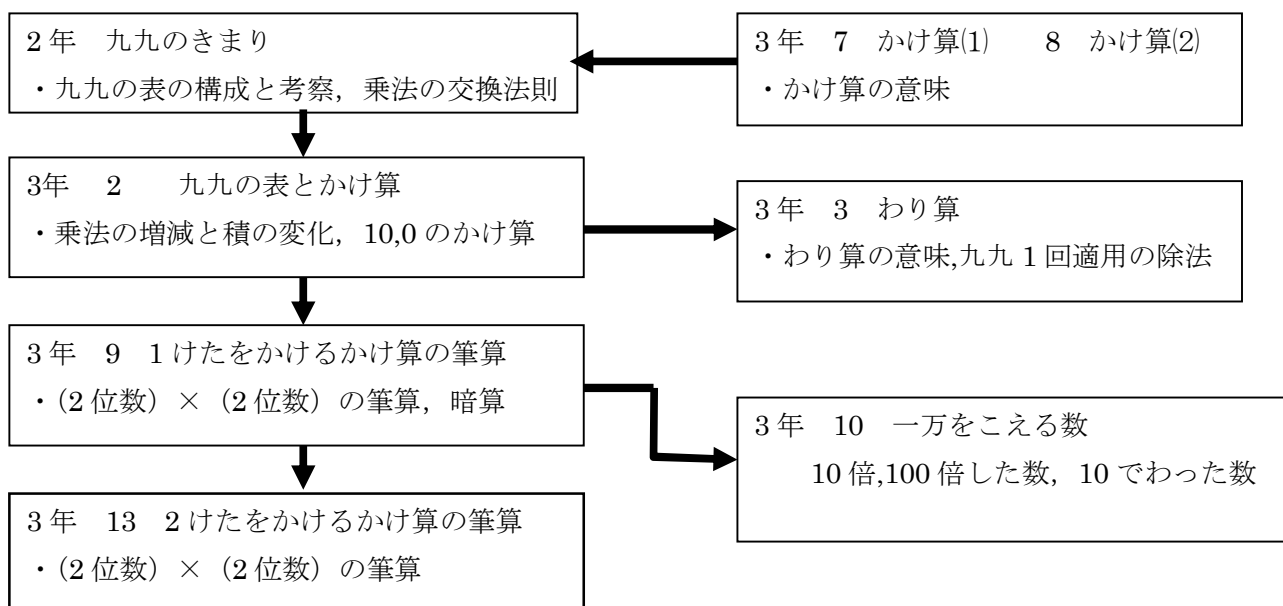 2年　九九のきまり
・九九の表の構成と考察，乗法の交換法則
3年　7　かけ算⑴　　8　かけ算⑵
・かけ算の意味
3年　2　　九九の表とかけ算
・乗法の増減と積の変化，10,0のかけ算
3年　3　わり算
・わり算の意味,九九1回適用の除法
3年　9　1けたをかけるかけ算の筆算
・（2位数）×（2位数）の筆算，暗算
3年　10　一万をこえる数
10倍,100倍した数，10でわった数
3年　13　2けたをかけるかけ算の筆算
・（2位数）×（2位数）の筆算